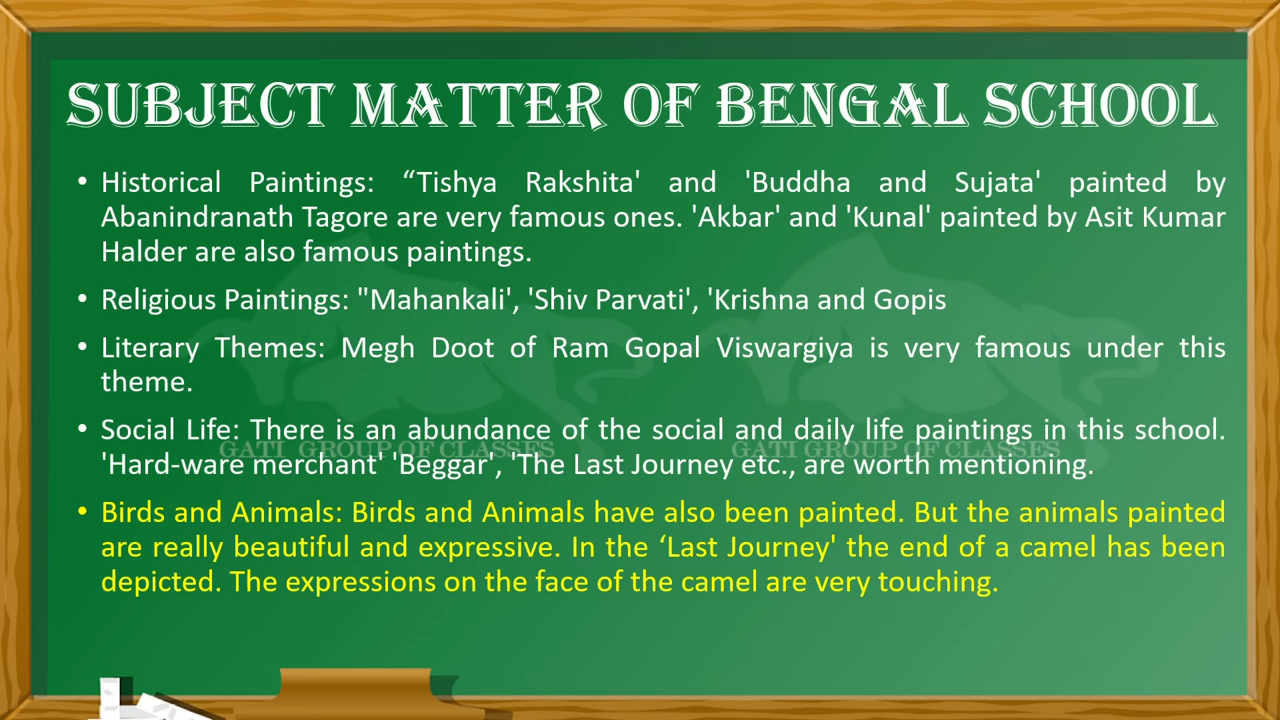 SUBJECT MATTER OF BENGAL SCHOOL
• Historical Paintings: “Tishya Rakshita' and 'Buddha and Sujata' painted by
Abanindranath Tagore are very famous ones. 'Akbar' and 'Kunal' painted by Asit Kumar
Halder are also famous paintings.
• Religious Paintings: "Mahankali', 'Shiv Parvati', 'Krishna and Gopis
• Literary Themes: Megh Doot of Ram Gopal Viswargiya is very famous under this
theme.
• Social Life: There is an abundance of the social and daily life paintings in this school.
GATI GROUP OF CLASSES GATI GROUP OF CLASSES
'Hard-ware merchant' 'Beggar', 'The Last Journey etc., are worth mentioning.
• Birds and Animals: Birds and Animals have also been painted. But the animals painted
are really beautiful and expressive. In the ‘Last Journey' the end of a camel has been
depicted. The expressions on the face of the camel are very touching.